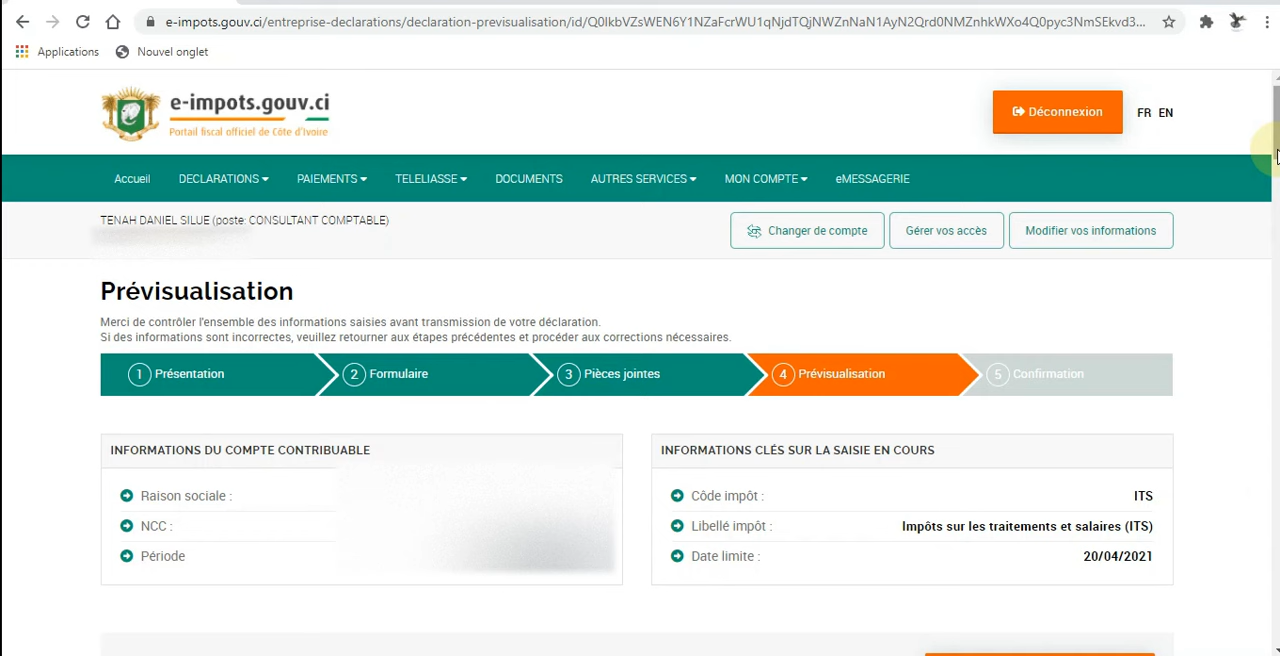 e-impots.gouv.ci/entreprise-declarations/declaration-previsualisation/id/
Applications
Nouvel onglet
e-impots.gouv.ci
Portail fiscal officiel de Côte d'Ivoire
Déconnexion
FR EN
Accueil DECLARATIONS PAIEMENTS TELELIASSE DOCUMENTS AUTRES SERVICES MON COMPTE eMESSAGERIE
TENAH DANIEL SILUE (poste: CONSULTANT COMPTABLE)
Changer de compte
Gérer vos accès
Modifier vos informations
Prévisualisation
Merci de contrôler l'ensemble des informations saisies avant transmission de votre déclaration.
Si des informations sont incorrectes, veuillez retourner aux étapes précédentes et procéder aux corrections nécessaires.
1 Présentation
2 Formulaire
3 Pièces jointes
4 Prévisualisation
5 Confirmation
INFORMATIONS DU COMPTE CONTRIBUABLE
Raison sociale :
NCC :
Période
INFORMATIONS CLÉS SUR LA SAISIE EN COURS
Côde impôt : ITS
Libellé impôt : Impôts sur les traitements et salaires (ITS)
Date limite : 20/04/2021